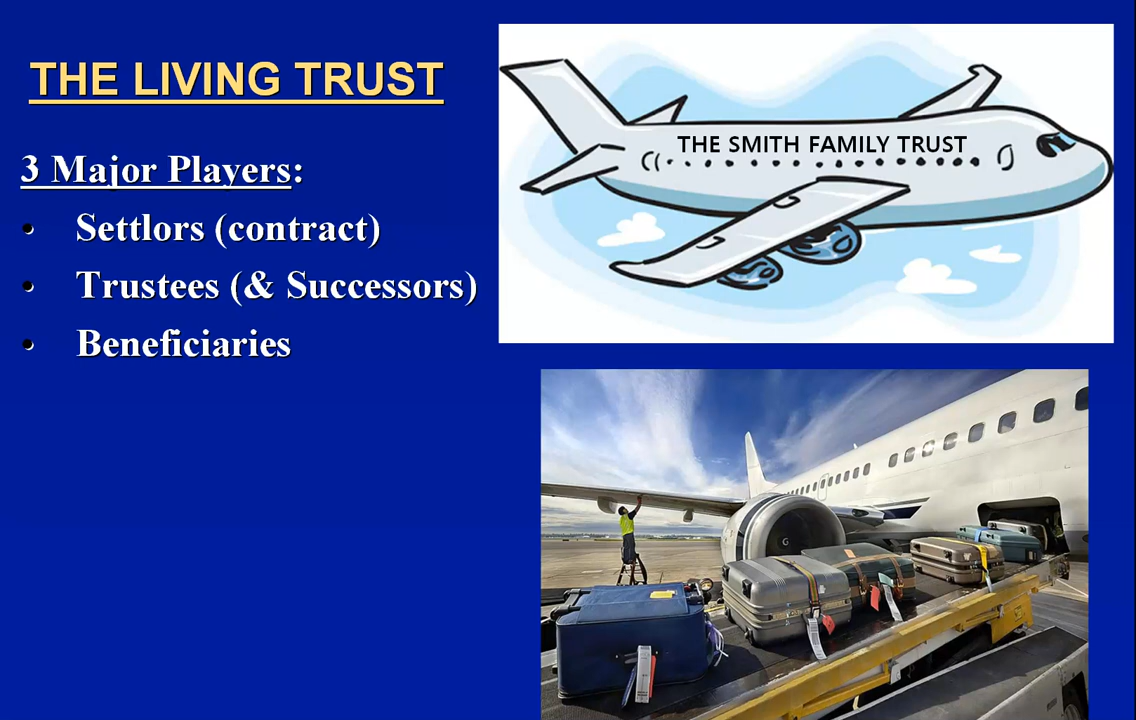 THE LIVING TRUST
3 Major Players:
• Settlors (contract)
• Trustees (& Successors)
• Beneficiaries
THE SMITH FAMILY TRUST